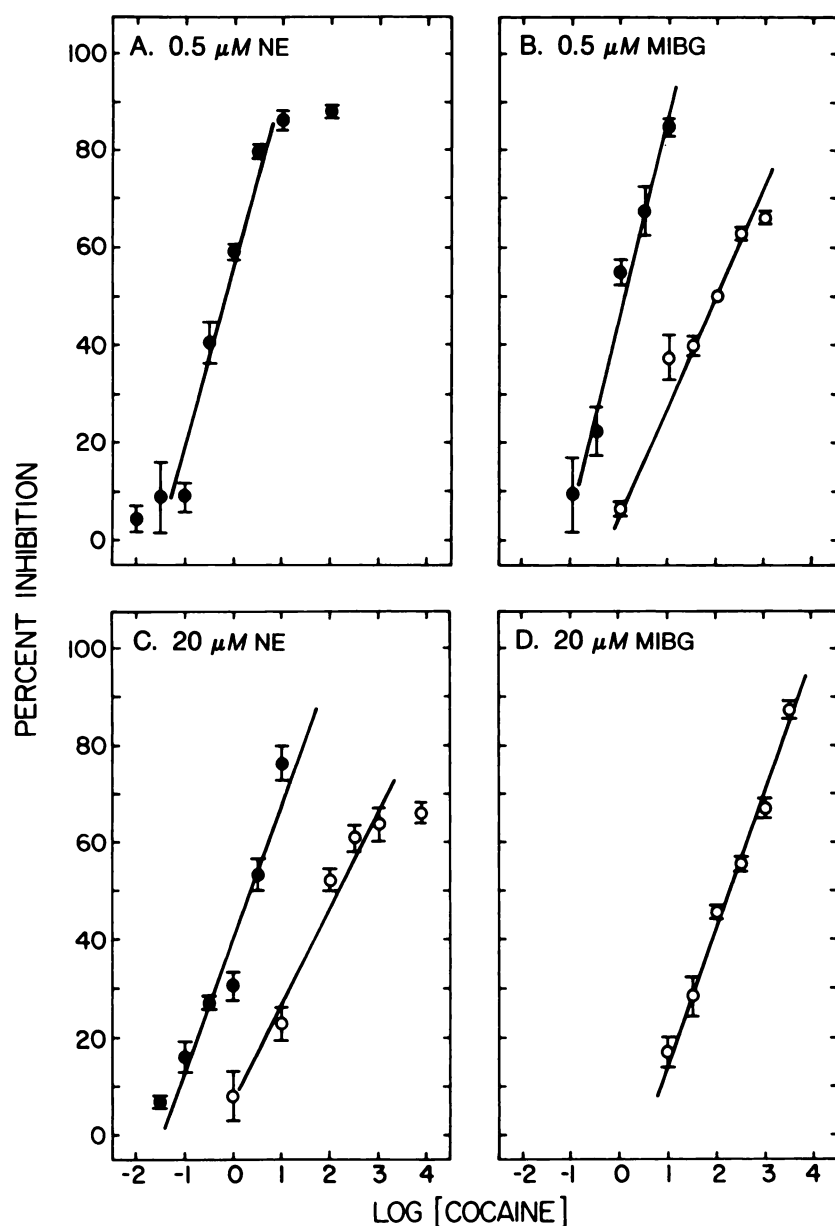 A. 0.5 μM NE
B. 0.5 μM MIBG
100
80
60
40
20
0
PERCENT INHIBITION
C. 20 μM NE
D. 20 μM MIBG
100
80
60
40
20
0
-2 -1 0 1 2 3 4
-2 -1 0 1 2 3 4
LOG [COCAINE]